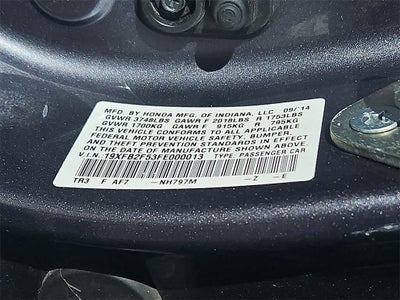 MFD. BY HONDA MFG. OF INDIANA, LLC 09/'14
GVWR 3748LBS GAWR F 2018LBS R 1753LBS
GVWR 1700KG GAWR F 915KG R 795KG
THIS VEHICLE CONFORMS TO ALL APPLICABLE
FEDERAL MOTOR VEHICLE SAFETY, BUMPER,
AND THEFT PREVENTION STANDARDS IN EFFECT
ON THE DATE OF MANUFACTURE SHOWN ABOVE.
V.I.N. 19XFB2F53FE000013 TYPE: PASSENGER CAR
TR3 F AF7 -NH797M -Z -E